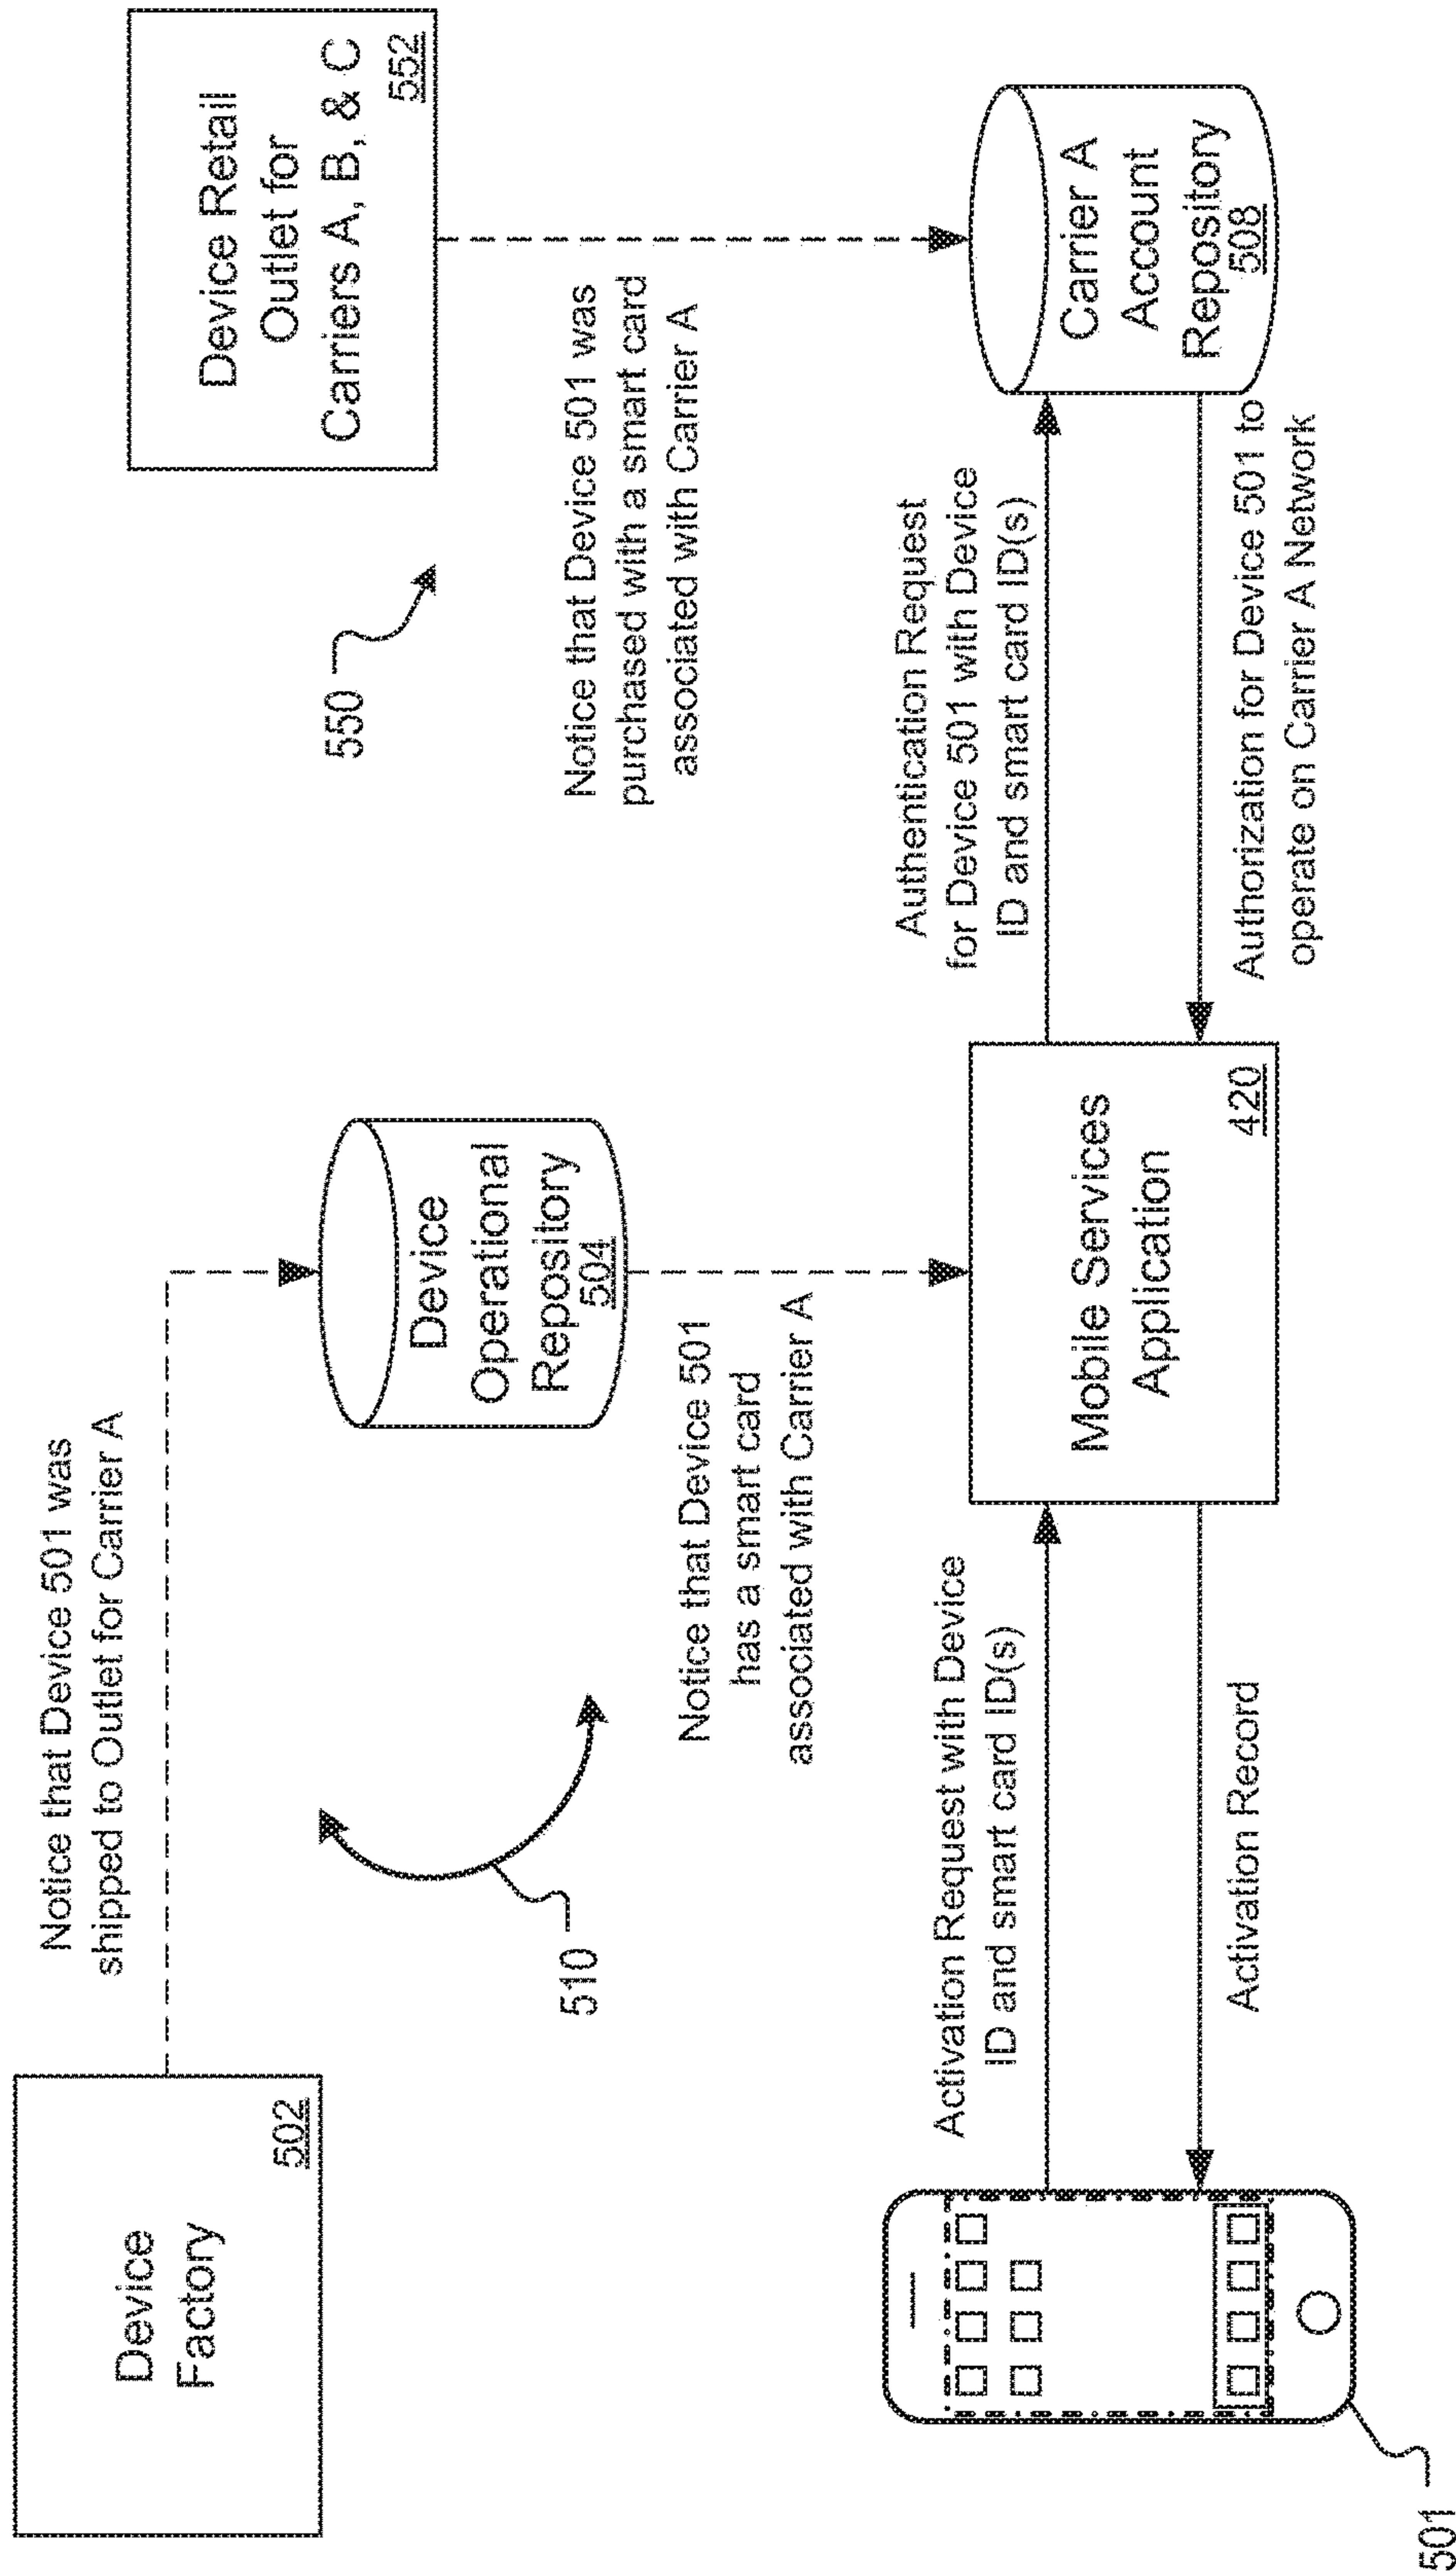 Device
Factory
502
Notice that Device 501 was
shipped to Outlet for Carrier A
Device
Operational
Repository
504
510
Notice that Device 501
has a smart card
associated with Carrier A
550
Device Retail
Outlet for
Carriers A, B, & C
552
Notice that Device 501 was
purchased with a smart card
associated with Carrier A
501
Activation Request with Device
ID and smart card ID(s)
Activation Record
Mobile Services
Application
420
Authentication Request
for Device 501 with Device
ID and smart card ID(s)
Authorization for Device 501 to
operate on Carrier A Network
Carrier A
Account
Repository
508